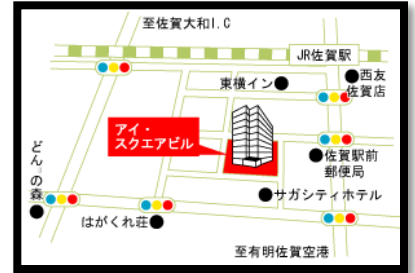 至佐賀大和I.C
JR佐賀駅
西友
佐賀店
東横イン
アイ・
スクエアビル
佐賀駅前
郵便局
どん3の森
サガシティホテル
はがくれ荘
至有明佐賀空港